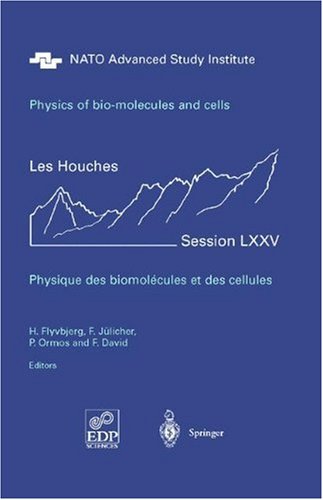 NATO Advanced Study Institute
Physics of bio-molecules and cells
Les Houches
Session LXXV
Physique des biomolécules et des cellules
H. Flyvbjerg, F. Jülicher,
P. Ormos and F. David
Editors
EDP
SCIENCES
Springer